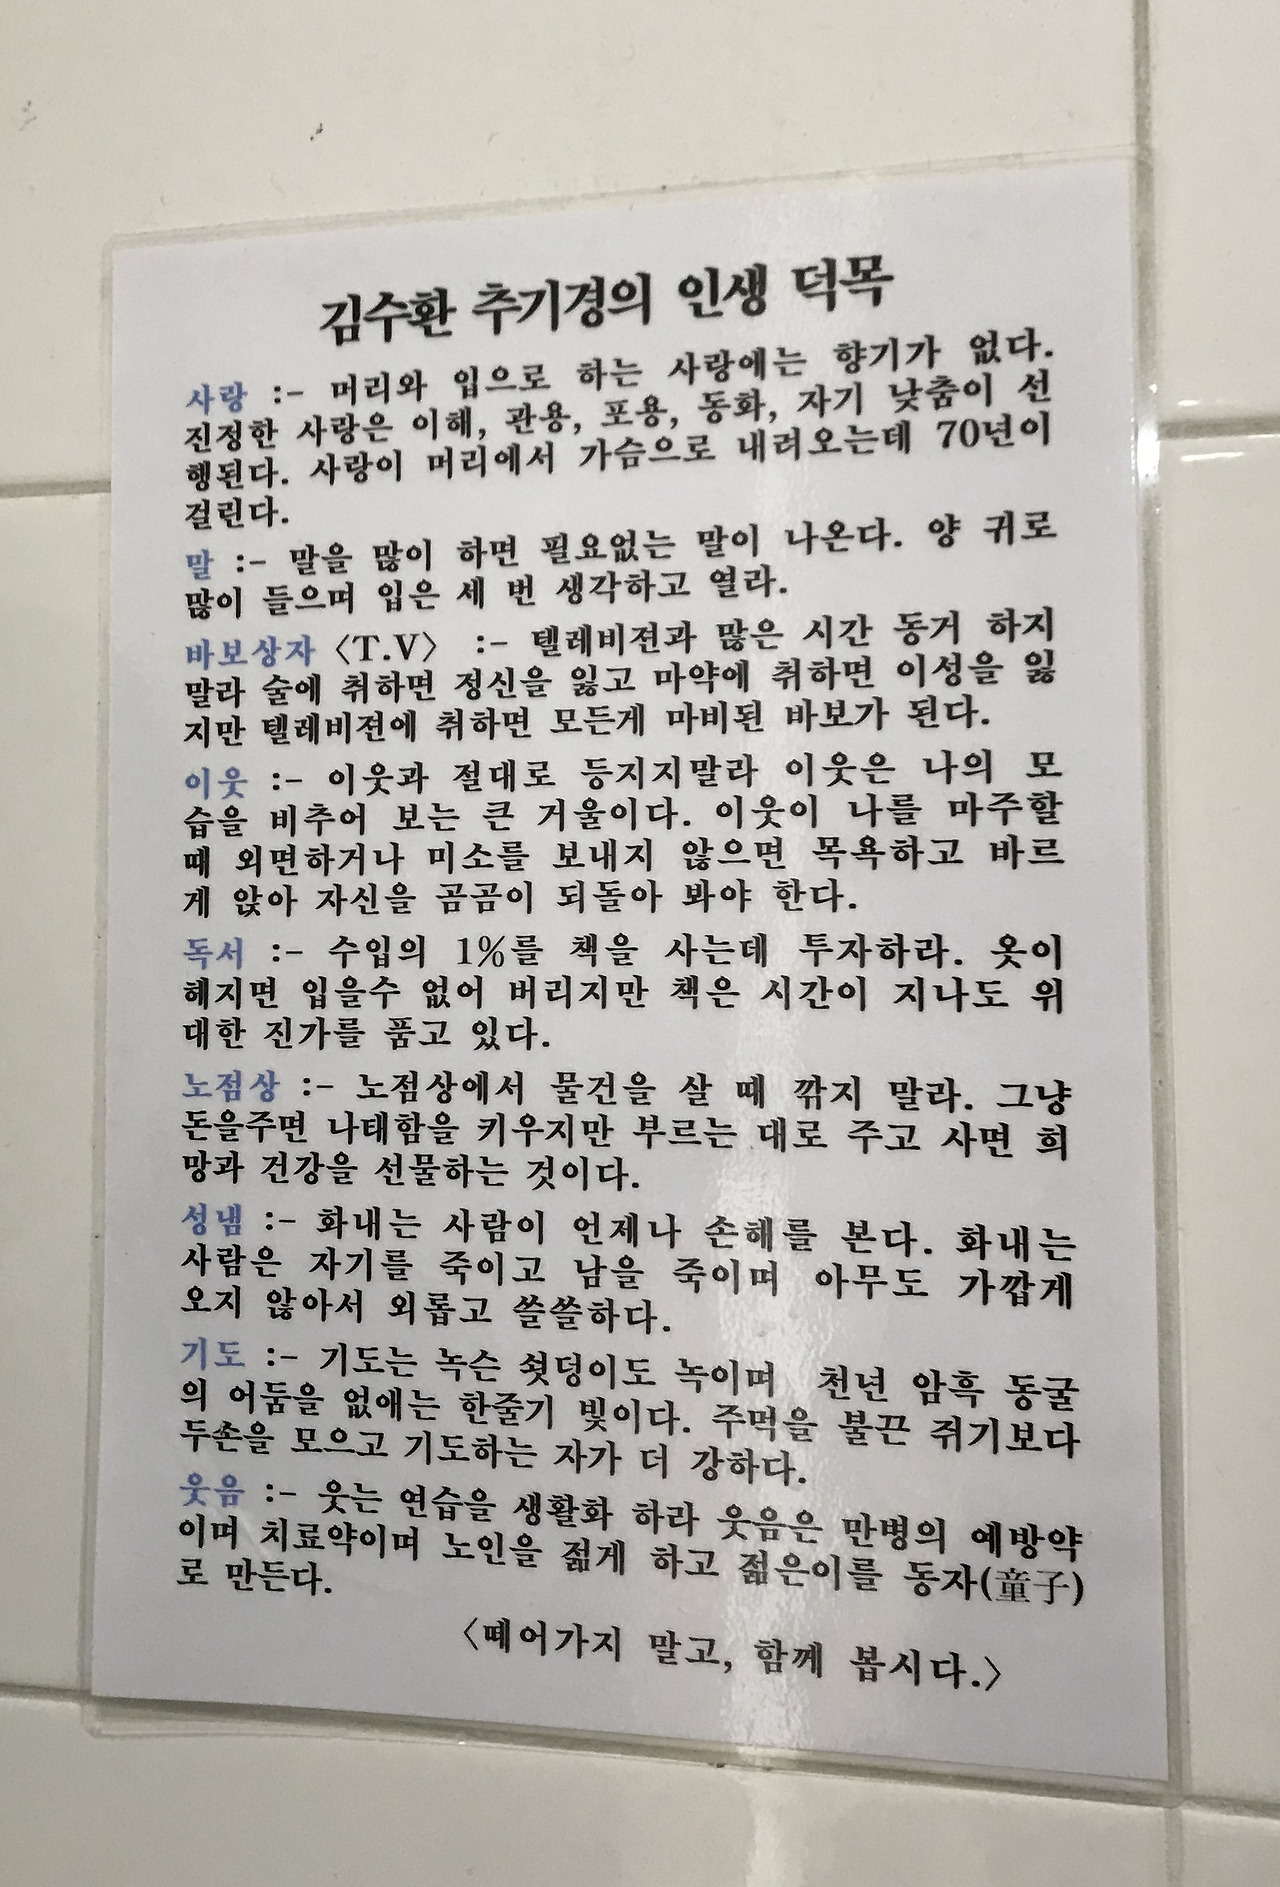 김수환 추기경의 인생 덕목
사랑 :- 머리와 입으로 하는 사랑에는 향기가 없다.
진정한 사랑은 이해, 관용, 포용, 동화, 자기 낮춤이 선
행된다. 사랑이 머리에서 가슴으로 내려오는데 70년이
걸린다.
말 :- 말을 많이 하면 필요없는 말이 나온다. 양 귀로
많이 들으며 입은 세 번 생각하고 열라.
바보상자 〈T.V〉 :- 텔레비젼과 많은 시간 동거 하지
말라 술에 취하면 정신을 잃고 마약에 취하면 이성을 잃
지만 텔레비젼에 취하면 모든게 마비된 바보가 된다.
이웃 :- 이웃과 절대로 등지지말라 이웃은 나의 모
습을 비추어 보는 큰 거울이다. 이웃이 나를 마주할
때 외면하거나 미소를 보내지 않으면 목욕하고 바르
게 앉아 자신을 곰곰이 되돌아 봐야 한다.
독서 :- 수입의 1%를 책을 사는데 투자하라. 옷이
헤지면 입을수 없어 버리지만 책은 시간이 지나도 위
대한 진가를 품고 있다.
노점상 :- 노점상에서 물건을 살 때 깎지 말라. 그냥
돈을주면 나태함을 키우지만 부르는 대로 주고 사면 희
망과 건강을 선물하는 것이다.
성냄 :- 화내는 사람이 언제나 손해를 본다. 화내는
사람은 자기를 죽이고 남을 죽이며 아무도 가깝게
오지 않아서 외롭고 쓸쓸하다.
기도 :- 기도는 녹슨 쇳덩이도 녹이며 천년 암흑 동굴
의 어둠을 없애는 한줄기 빛이다. 주먹을 불끈 쥐기보다
두손을 모으고 기도하는 자가 더 강하다.
웃음 :- 웃는 연습을 생활화 하라 웃음은 만병의 예방약
이며 치료약이며 노인을 젊게 하고 젊은이를 동자(童子)
로 만든다.
〈떼어가지 말고, 함께 봅시다.〉